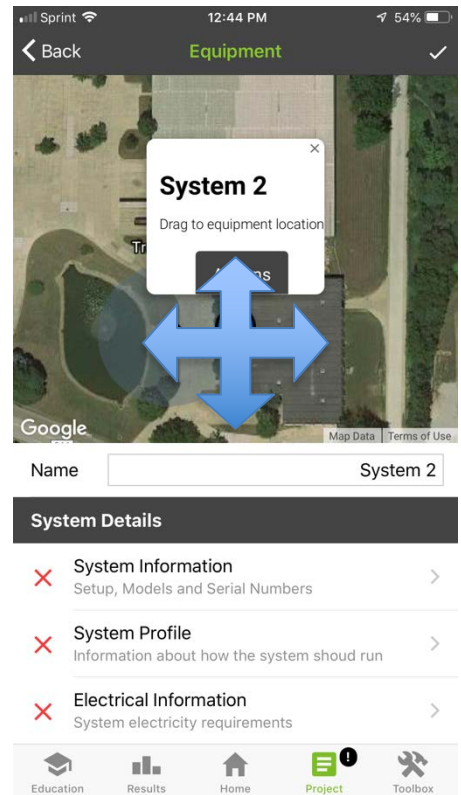 Sprint 12:44 PM 54%
Back Equipment
×
System 2
Drag to equipment location
Google
Map Data Terms of Use
Name System 2
System Details
System Information
Setup, Models and Serial Numbers
System Profile
Information about how the system shoud run
Electrical Information
System electricity requirements
Education Results Home Project Toolbox